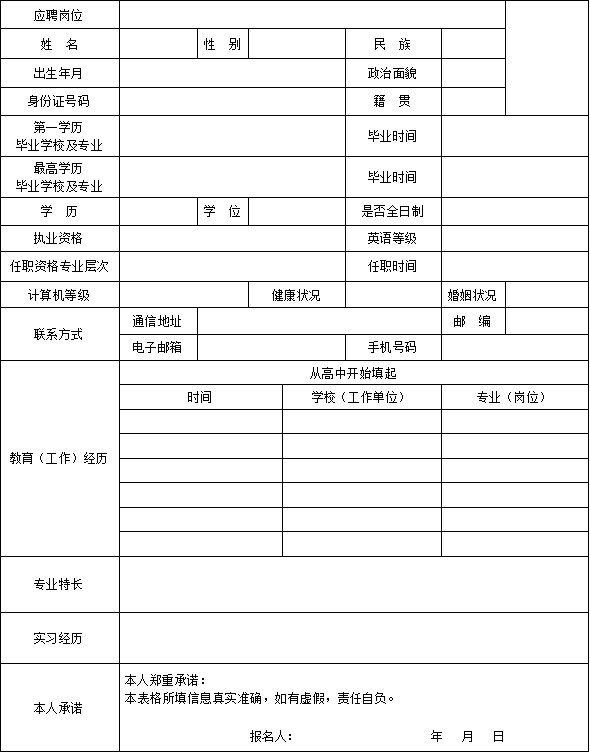 应聘岗位
姓 名 性 别 民 族
出生年月 政治面貌
身份证号码 籍 贯
第一学历
毕业学校及专业 毕业时间
最高学历
毕业学校及专业 毕业时间
学 历 学 位 是否全日制
执业资格 英语等级
任职资格专业层次 任职时间
计算机等级 健康状况 婚姻状况
联系方式 通信地址 邮 编
电子邮箱 手机号码
教育（工作）经历 从高中开始填起
时间 学校（工作单位） 专业（岗位）
专业特长
实习经历
本人承诺 本人郑重承诺：
本表格所填信息真实准确，如有虚假，责任自负。
报名人： 年 月 日